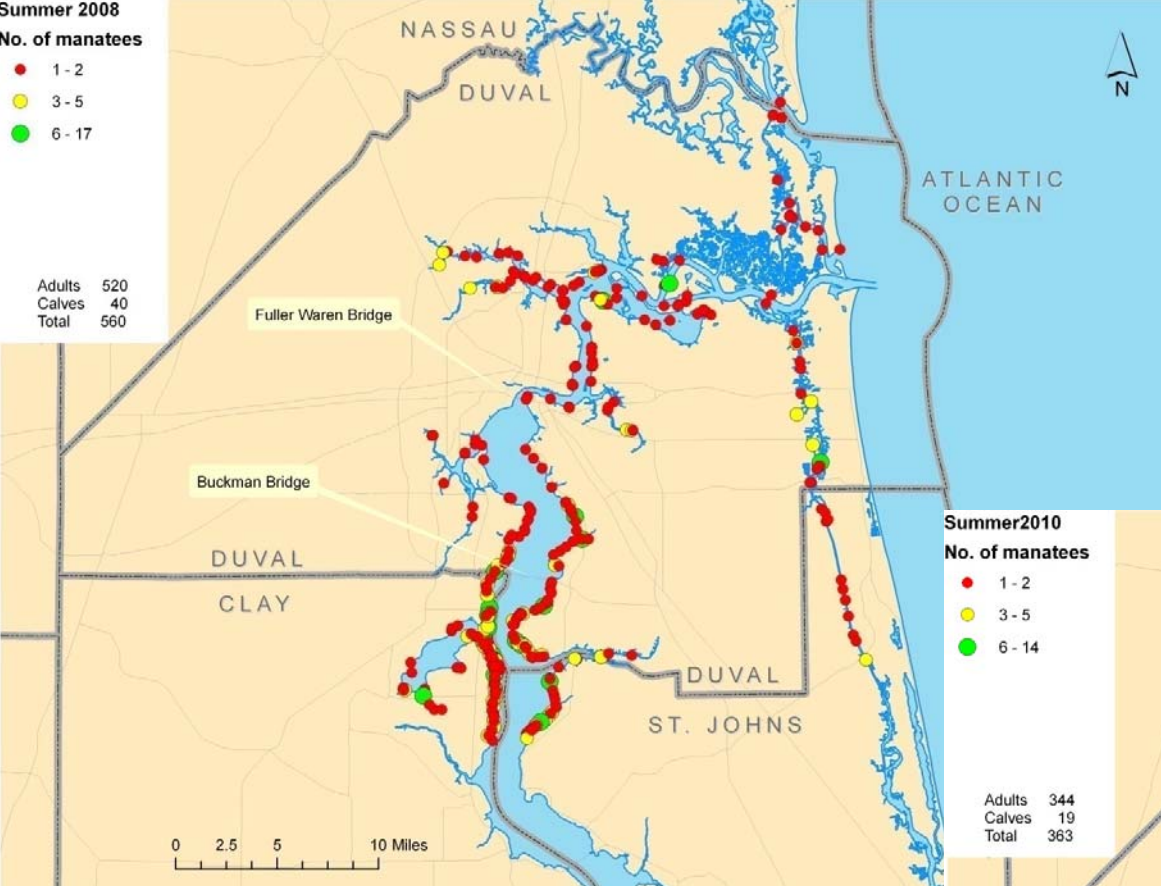 Summer 2008
No. of manatees
1 - 2
3 - 5
6 - 17
Adults 520
Calves 40
Total 560
NASSAU
DUVAL
N
ATLANTIC
OCEAN
Fuller Waren Bridge
Buckman Bridge
DUVAL
CLAY
DUVAL
ST. JOHNS
0 2.5 5 10 Miles
Summer2010
No. of manatees
1 - 2
3 - 5
6 - 14
Adults 344
Calves 19
Total 363